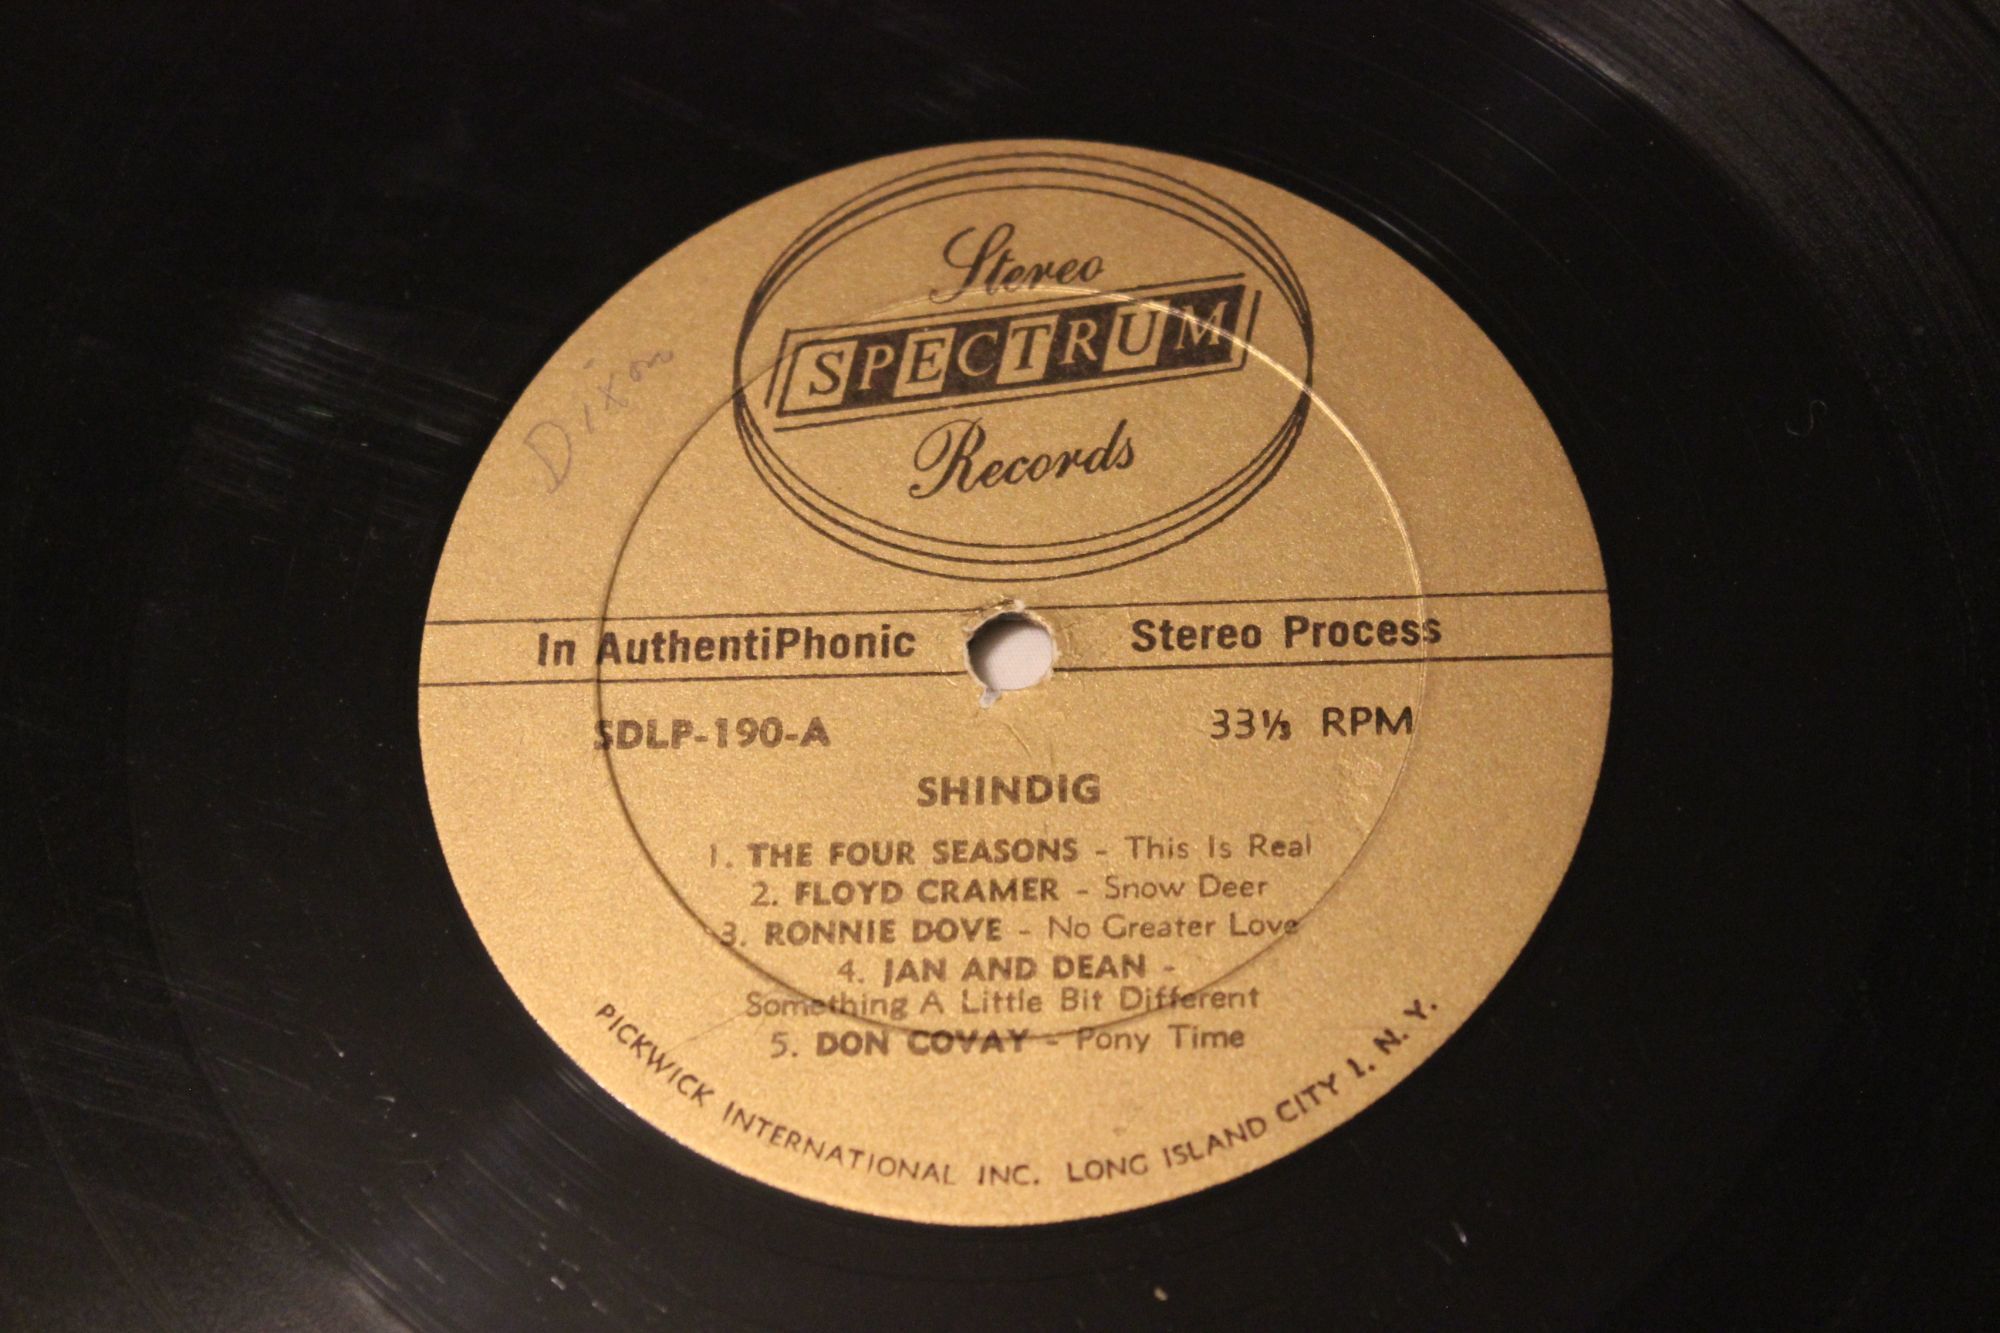 Stereo
SPECTRUM
Records
Dixon
In AuthentiPhonic Stereo Process
SDLP-190-A 33⅓ RPM
SHINDIG
1. THE FOUR SEASONS - This Is Real
2. FLOYD CRAMER - Snow Deer
3. RONNIE DOVE - No Greater Love
4. JAN AND DEAN -
Something A Little Bit Different
5. DON COVAY - Pony Time
PICKWICK INTERNATIONAL INC. LONG ISLAND CITY 1, N. Y.